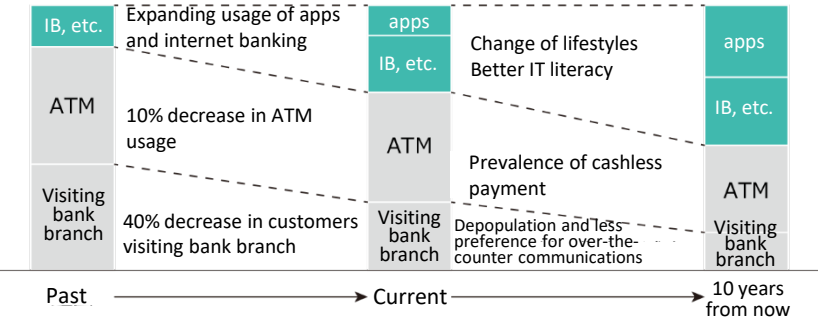 IB, etc.
ATM
Visiting
bank
branch
Expanding usage of apps
and internet banking
10% decrease in ATM
usage
40% decrease in customers
visiting bank branch
apps
IB, etc.
ATM
Visiting
bank
branch
Change of lifestyles
Better IT literacy
Prevalence of cashless
payment
Depopulation and less
preference for over-the-
counter communications
apps
IB, etc.
ATM
Visiting
bank
branch
Past
Current
10 years
from now